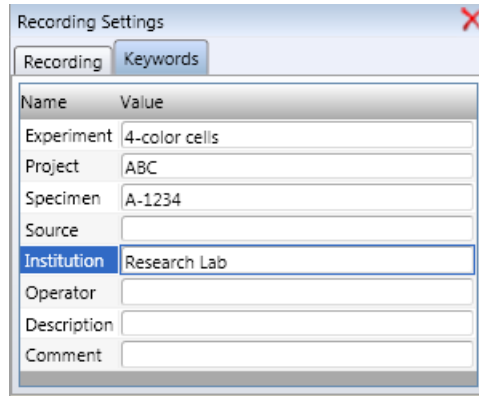 Recording Settings
Recording Keywords
Name Value
Experiment 4-color cells
Project ABC
Specimen A-1234
Source
Institution Research Lab
Operator
Description
Comment